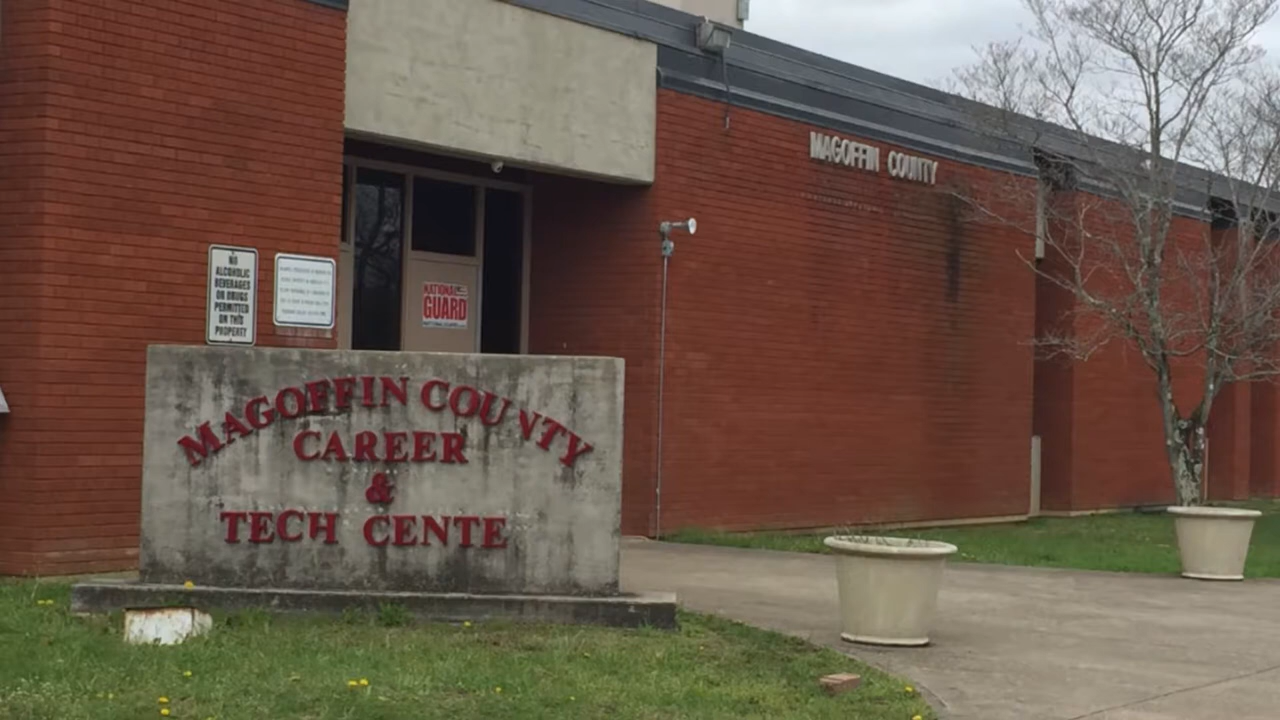 MAGOFFIN COUNTY
NO
ALCOHOLIC
BEVERAGES
OR DRUGS
PERMITTED
ON THIS
PROPERTY
NATIONAL
GUARD
MAGOFFIN COUNTY
CAREER
&
TECH CENTE